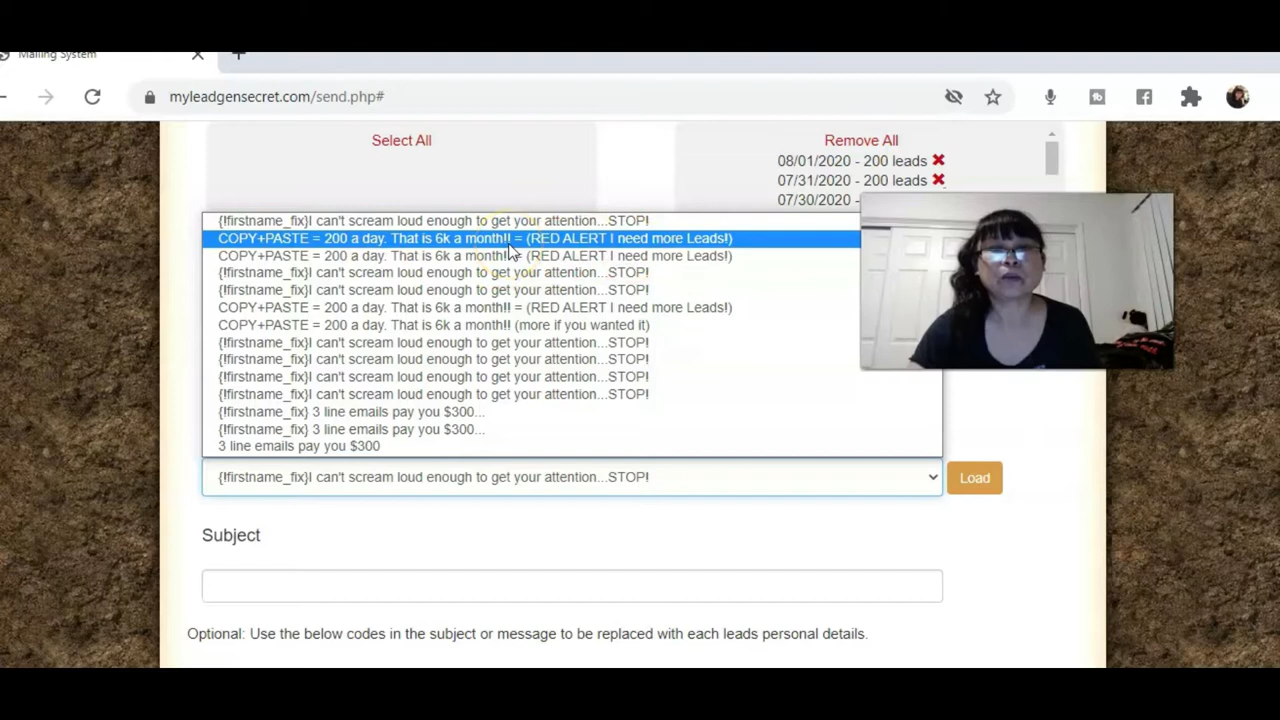 Mailing System
myleadgensecret.com/send.php#
Select All
Remove All
08/01/2020 - 200 leads
07/31/2020 - 200 leads
07/30/2020 -
{!firstname_fix}I can't scream loud enough to get your attention...STOP!
COPY+PASTE = 200 a day. That is 6k a month!! = (RED ALERT I need more Leads!)
COPY+PASTE = 200 a day. That is 6k a month!! = (RED ALERT I need more Leads!)
{!firstname_fix}I can't scream loud enough to get your attention...STOP!
{!firstname_fix}I can't scream loud enough to get your attention...STOP!
COPY+PASTE = 200 a day. That is 6k a month!! = (RED ALERT I need more Leads!)
COPY+PASTE = 200 a day. That is 6k a month!! (more if you wanted it)
{!firstname_fix}I can't scream loud enough to get your attention...STOP!
{!firstname_fix}I can't scream loud enough to get your attention...STOP!
{!firstname_fix}I can't scream loud enough to get your attention...STOP!
{!firstname_fix}I can't scream loud enough to get your attention...STOP!
{!firstname_fix} 3 line emails pay you $300...
{!firstname_fix} 3 line emails pay you $300...
3 line emails pay you $300
{!firstname_fix}I can't scream loud enough to get your attention...STOP!
Load
Subject
Optional: Use the below codes in the subject or message to be replaced with each leads personal details.